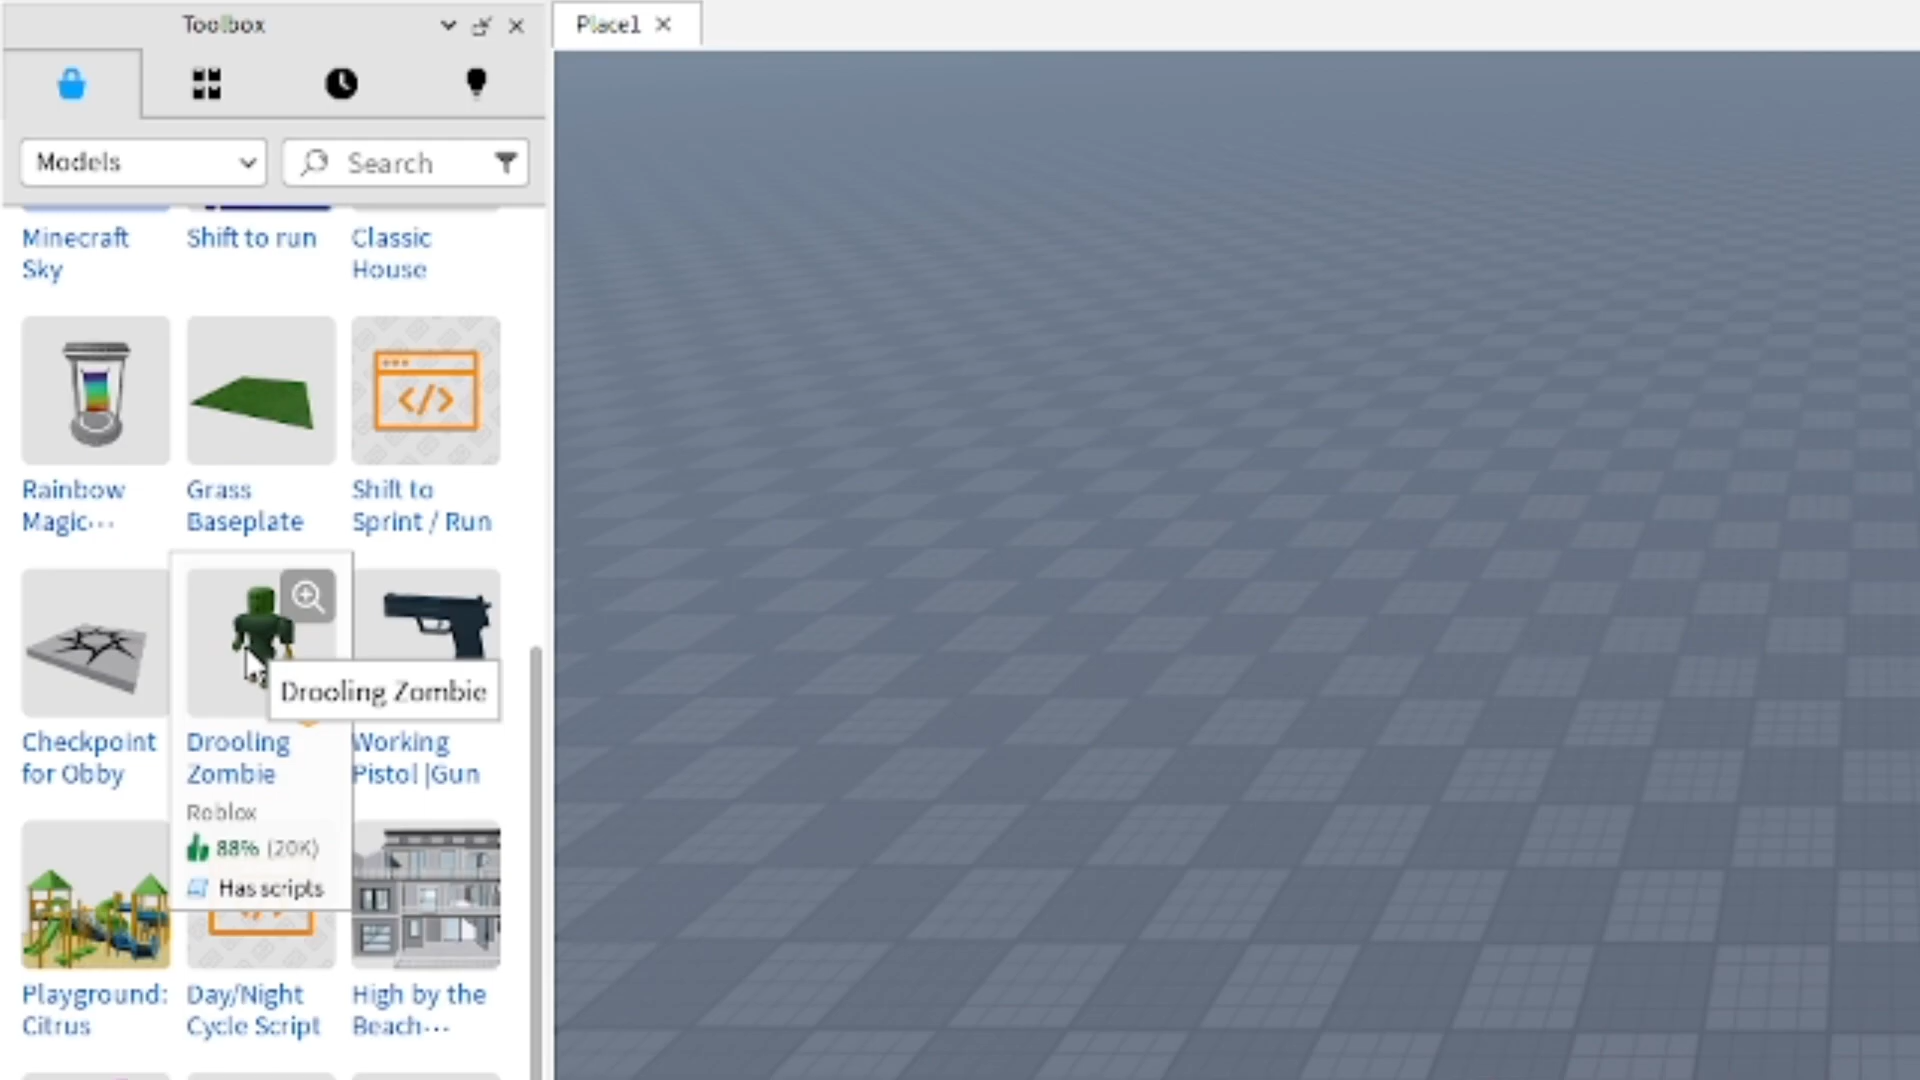 Toolbox
Place1
Models
Search
Minecraft
Sky
Shift to run
Classic
House
Rainbow
Magic...
Grass
Baseplate
Shift to
Sprint / Run
Drooling Zombie
Checkpoint
for Obby
Drooling
Zombie
Roblox
88% (20K)
Has scripts
Working
Pistol |Gun
Playground:
Citrus
Day/Night
Cycle Script
High by the
Beach...